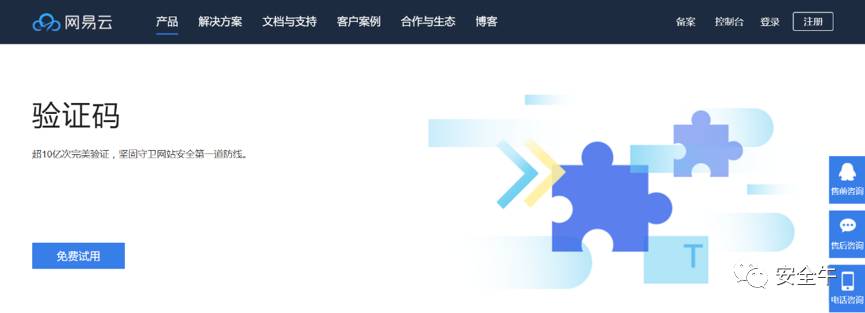 网易云 产品 解决方案 文档与支持 客户案例 合作与生态 博客 备案 控制台 登录 注册
验证码
超10亿次完美验证，坚固守卫网站安全第一道防线。
免费试用
T
售前咨询
售后咨询
安全牛
电话咨询